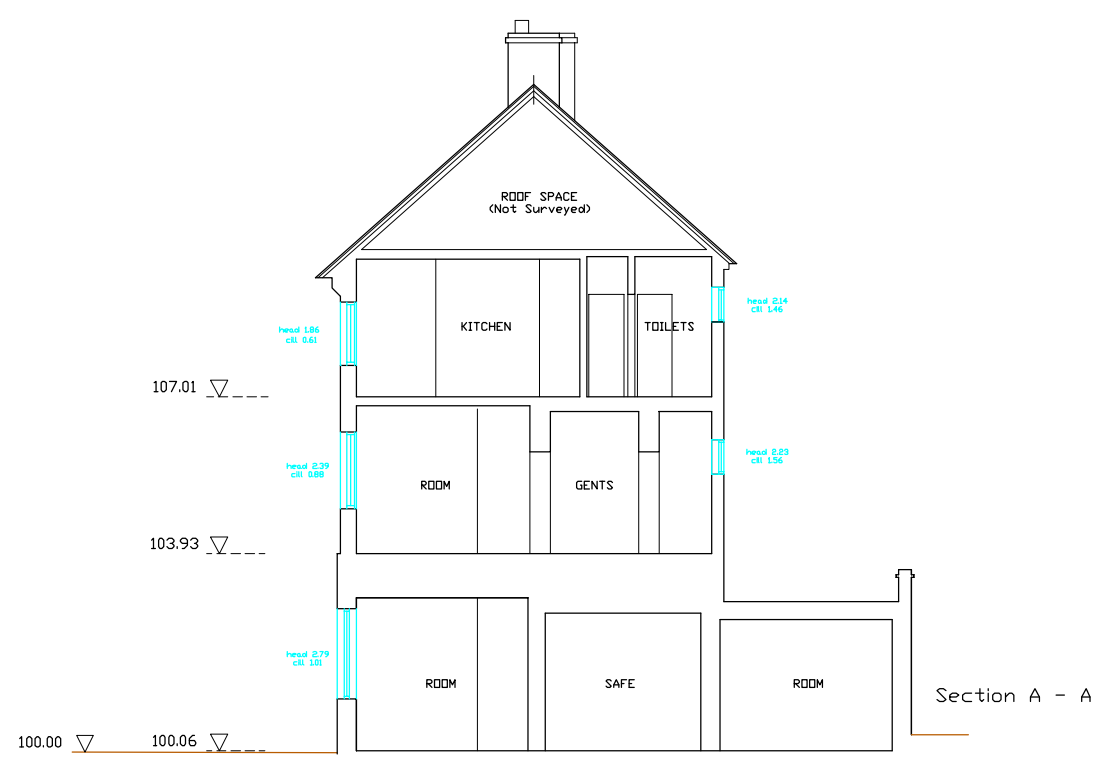 ROOF SPACE
(Not Surveyed)
head 2.14
cill 1.46
head 1.86
cill 0.61
KITCHEN
TOILETS
107.01
head 2.39
cill 0.88
head 2.23
cill 1.56
ROOM
GENTS
103.93
head 2.79
cill 1.01
ROOM
SAFE
ROOM
Section A - A
100.00
100.06